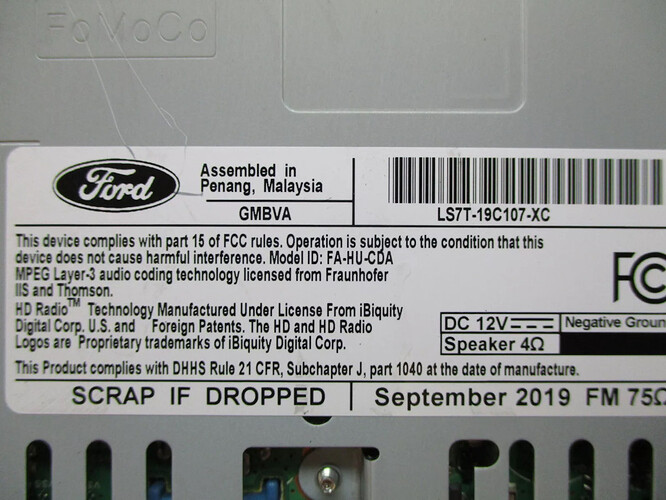 FoMoCo
Ford
Assembled in
Penang, Malaysia
GMBVA
LS7T-19C107-XC
This device complies with part 15 of FCC rules. Operation is subject to the condition that this
device does not cause harmful interference. Model ID: FA-HU-CDA
MPEG Layer-3 audio coding technology licensed from Fraunhofer
IIS and Thomson.
HD Radio™ Technology Manufactured Under License From iBiquity
Digital Corp. U.S. and Foreign Patents. The HD and HD Radio
Logos are Proprietary trademarks of iBiquity Digital Corp.
FC
DC 12V
Negative Groun
Speaker 4Ω
This Product complies with DHHS Rule 21 CFR, Subchapter J, part 1040 at the date of manufacture.
SCRAP IF DROPPED
September 2019 FM 75Ω